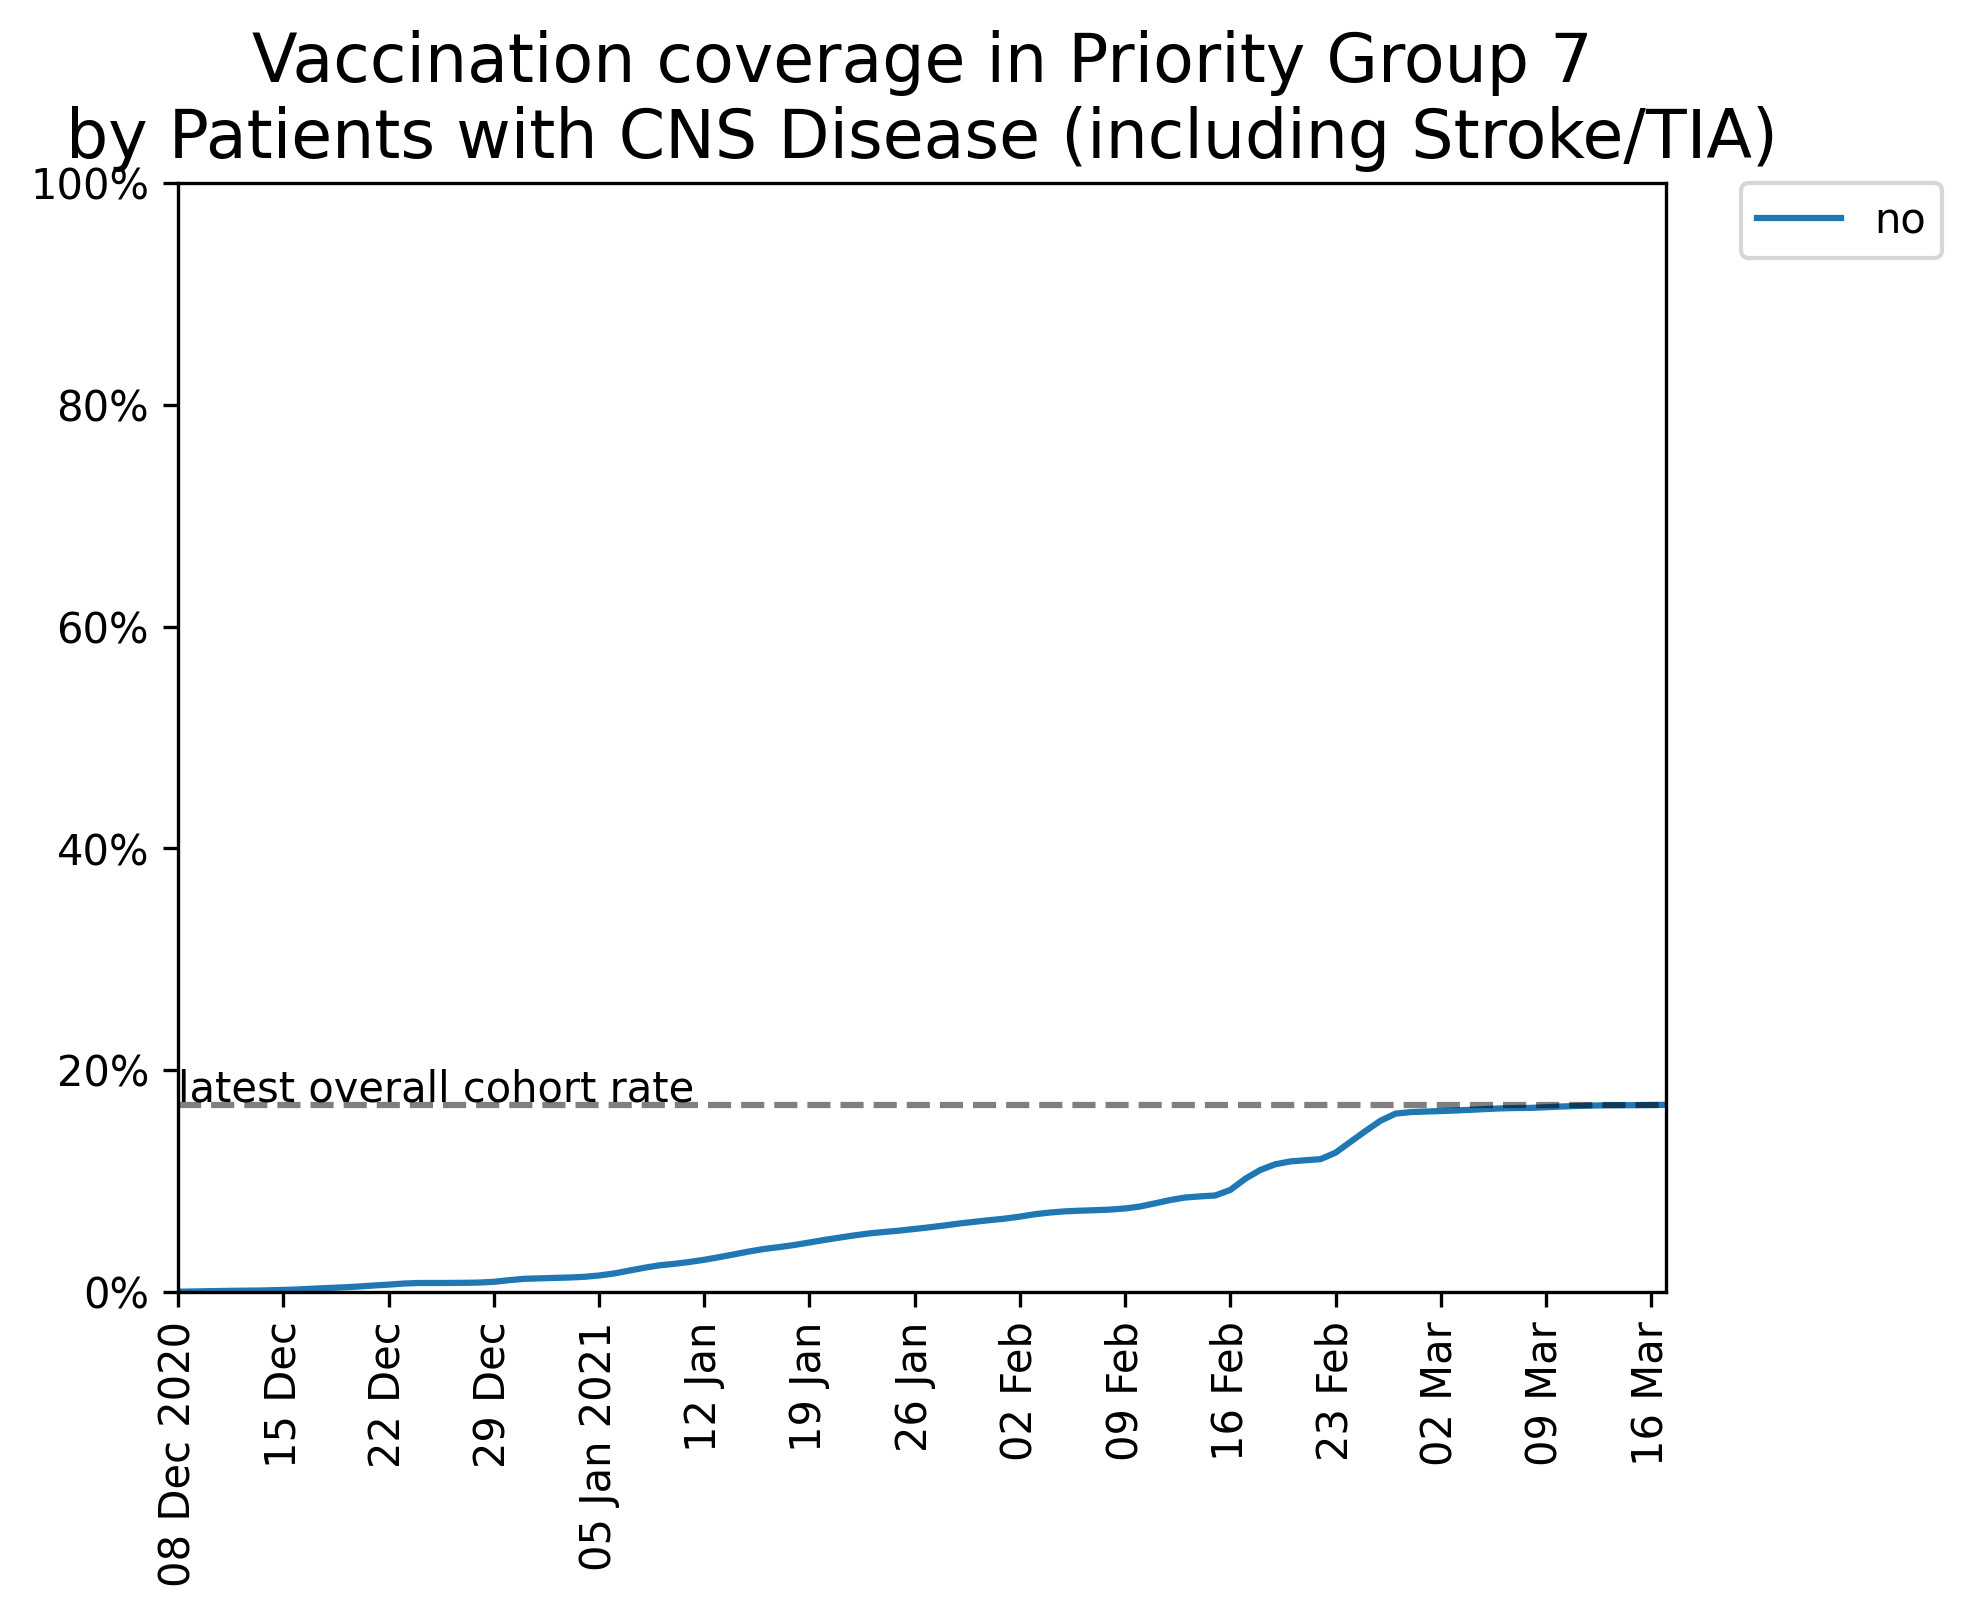 Vaccination coverage in Priority Group 7
by Patients with CNS Disease (including Stroke/TIA)
100%
no
80%
60%
40%
20%
latest overall cohort rate
0%
08 Dec 2020
15 Dec
22 Dec
29 Dec
05 Jan 2021
12 Jan
19 Jan
26 Jan
02 Feb
09 Feb
16 Feb
23 Feb
02 Mar
09 Mar
16 Mar